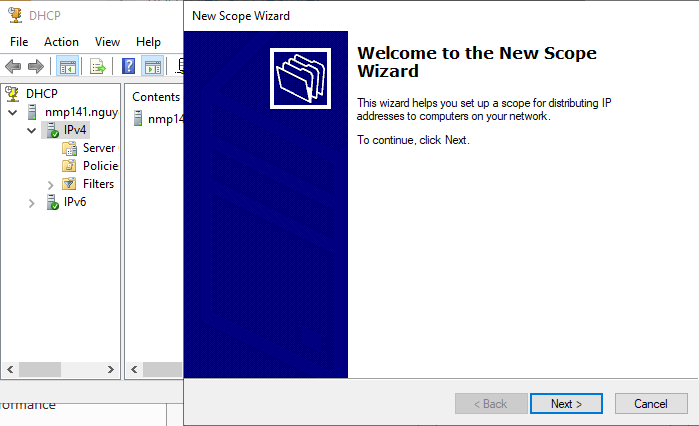 DHCP
New Scope Wizard
File Action View Help
DHCP
nmp141.nguy
IPv4
Server
Policie
Filters
IPv6
Contents
nmp14
Welcome to the New Scope
Wizard
This wizard helps you set up a scope for distributing IP
addresses to computers on your network.
To continue, click Next.
< Back
Next >
Cancel
ormance